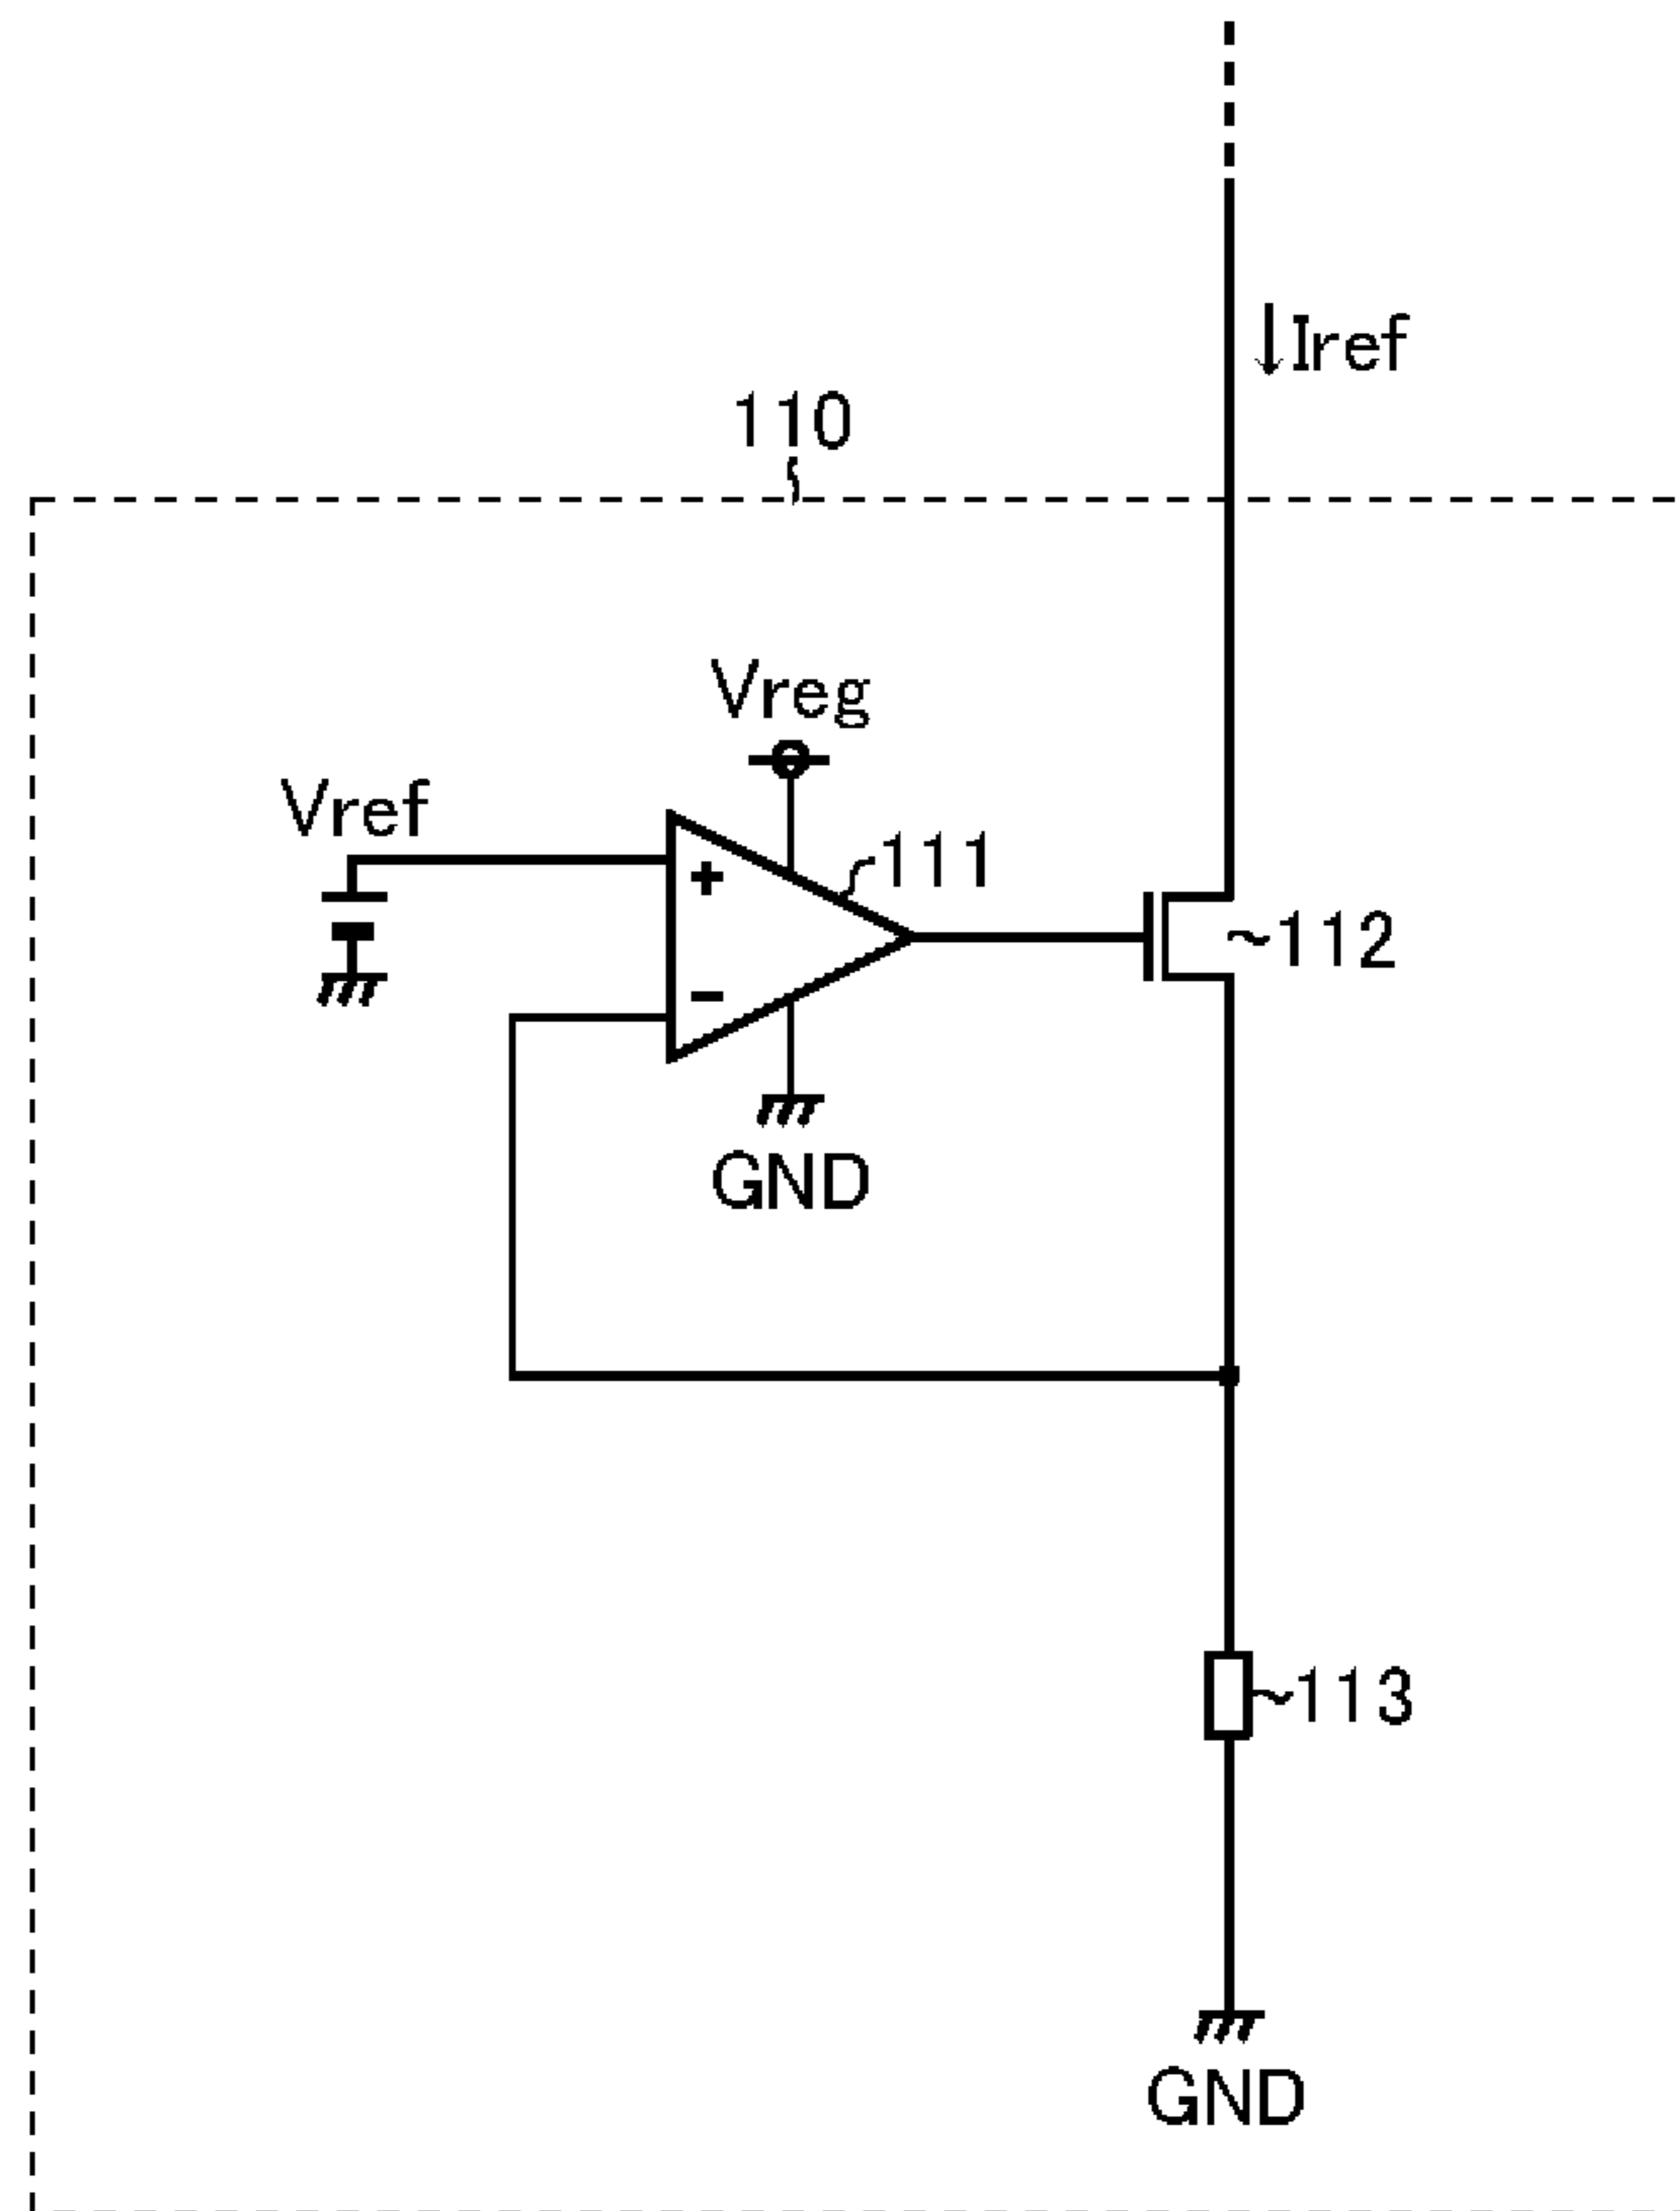 Iref
110
Vreg
Vref
111
+
112
-
GND
113
GND